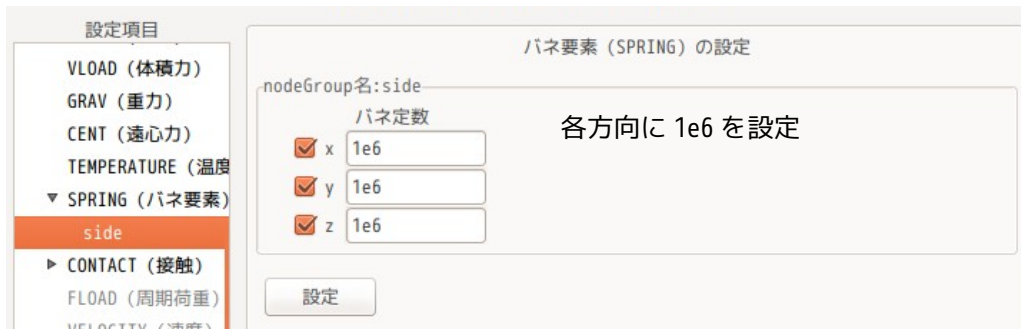 設定項目
VLOAD (体積力)
GRAV (重力)
CENT (遠心力)
TEMPERATURE (温度
▼ SPRING (バネ要素)
side
▶ CONTACT (接触)
FLOAD (周期荷重)
VELOCITY (速度)
バネ要素 (SPRING) の設定
nodeGroup名:side
バネ定数
x 1e6
y 1e6
z 1e6
各方向に 1e6 を設定
設定